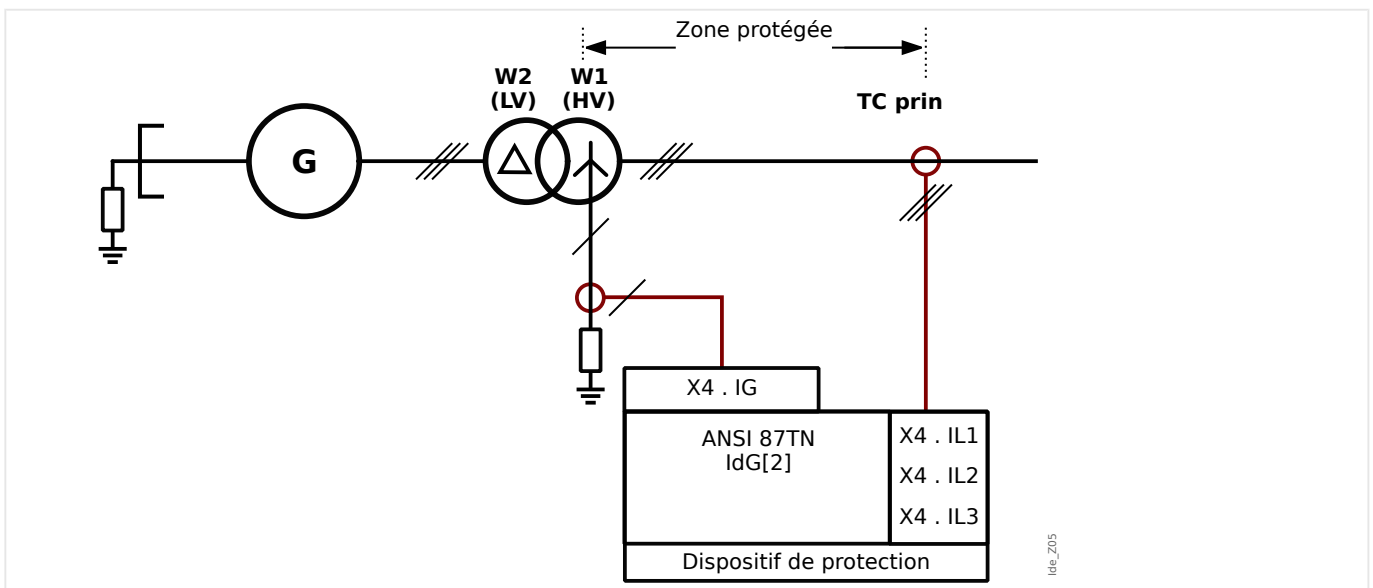 Zone protégée
W2
(LV)
W1
(HV)
TC prin
G
X4 . IG
ANSI 87TN
IdG[2]
X4 . IL1
X4 . IL2
X4 . IL3
Dispositif de protection
Ide_Z05